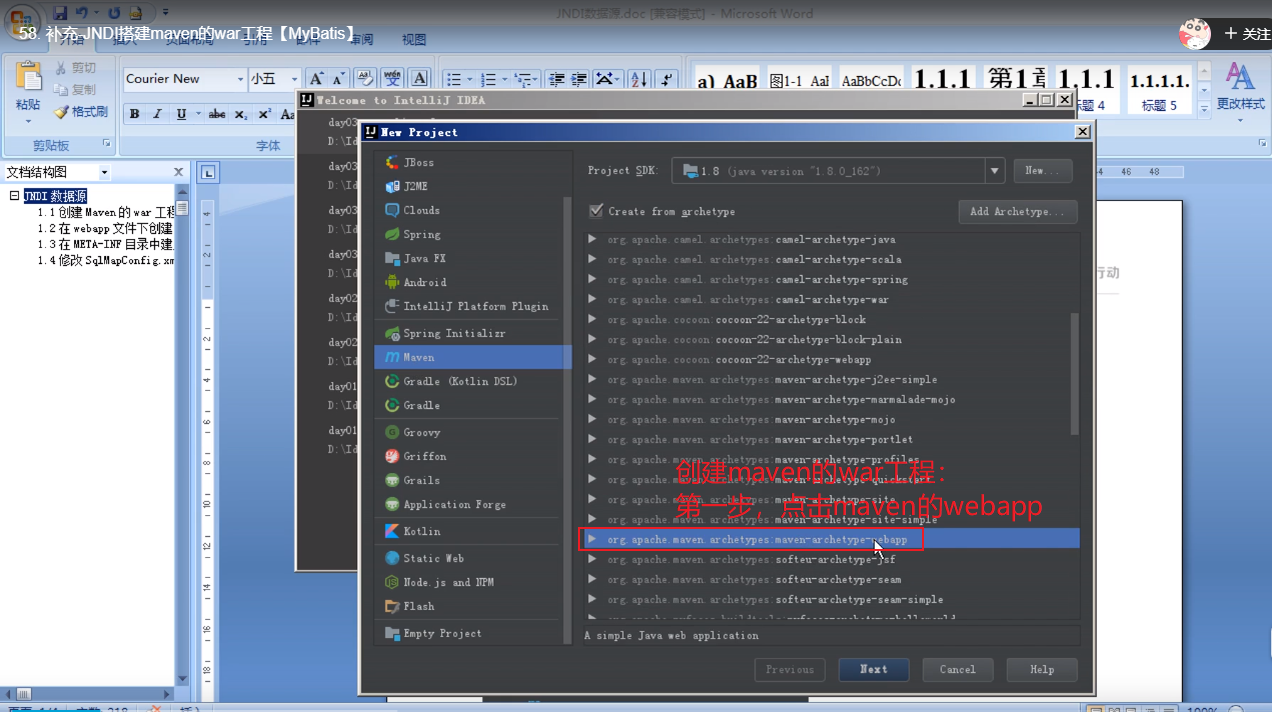 JNDI数据源.doc [兼容模式] - Microsoft Word
58. 补充-JNDI搭建maven的war工程【MyBatis】
+ 关注
开始 插入 页面布局 引用 邮件 审阅 视图
粘贴
剪切
复制
格式刷
剪贴板
Courier New
小五
B I U abc x₂ x² Aa
字体
a) AaB
图1-1 AaI
AaBbCcDc
1.1.1
第1章
1.1.1
1.1.1.1.
标题 4
标题 5
更改样式
文档结构图
JNDI 数据源
1.1 创建 Maven 的 war 工程
1.2 在 webapp 文件下创建
1.3 在 META-INF 目录中建
1.4 修改 SqlMapConfig.xm
Welcome to IntelliJ IDEA
day03
D:\Id
day03
D:\Id
day03
D:\Id
day03
D:\Id
day02
D:\Id
day02
D:\Id
day01
D:\Id
day01
D:\Id
New Project
JBoss
J2ME
Clouds
Spring
Java FX
Android
IntelliJ Platform Plugin
Spring Initializr
Maven
Gradle (Kotlin DSL)
Gradle
Groovy
Griffon
Grails
Application Forge
Kotlin
Static Web
Node.js and NPM
Flash
Empty Project
Project SDK:
1.8 (java version "1.8.0_162")
New...
Create from archetype
Add Archetype...
org.apache.camel.archetypes:camel-archetype-java
org.apache.camel.archetypes:camel-archetype-scala
org.apache.camel.archetypes:camel-archetype-spring
org.apache.camel.archetypes:camel-archetype-war
org.apache.cocoon:cocoon-22-archetype-block
org.apache.cocoon:cocoon-22-archetype-block-plain
org.apache.cocoon:cocoon-22-archetype-webapp
org.apache.maven.archetypes:maven-archetype-j2ee-simple
org.apache.maven.archetypes:maven-archetype-marmalade-mojo
org.apache.maven.archetypes:maven-archetype-mojo
org.apache.maven.archetypes:maven-archetype-portlet
org.apache.maven.archetypes:maven-archetype-profiles
org.apache.maven.archetypes:maven-archetype-quickstart
org.apache.maven.archetypes:maven-archetype-site
org.apache.maven.archetypes:maven-archetype-site-simple
org.apache.maven.archetypes:maven-archetype-webapp
org.apache.maven.archetypes:softeu-archetype-jsf
org.apache.maven.archetypes:softeu-archetype-seam
org.apache.maven.archetypes:softeu-archetype-seam-simple
创建maven的war工程：
第一步，点击maven的webapp
A simple Java web application
Previous
Next
Cancel
Help
44 46 48
行动
100%